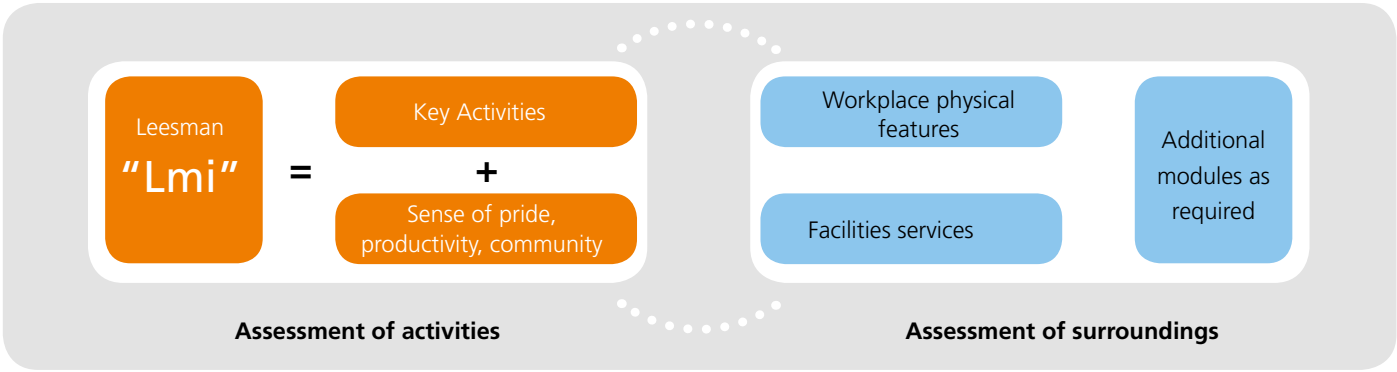 Leesman
“Lmi”
=
Key Activities
+
Sense of pride,
productivity, community
Assessment of activities
Workplace physical
features
Facilities services
Additional
modules as
required
Assessment of surroundings